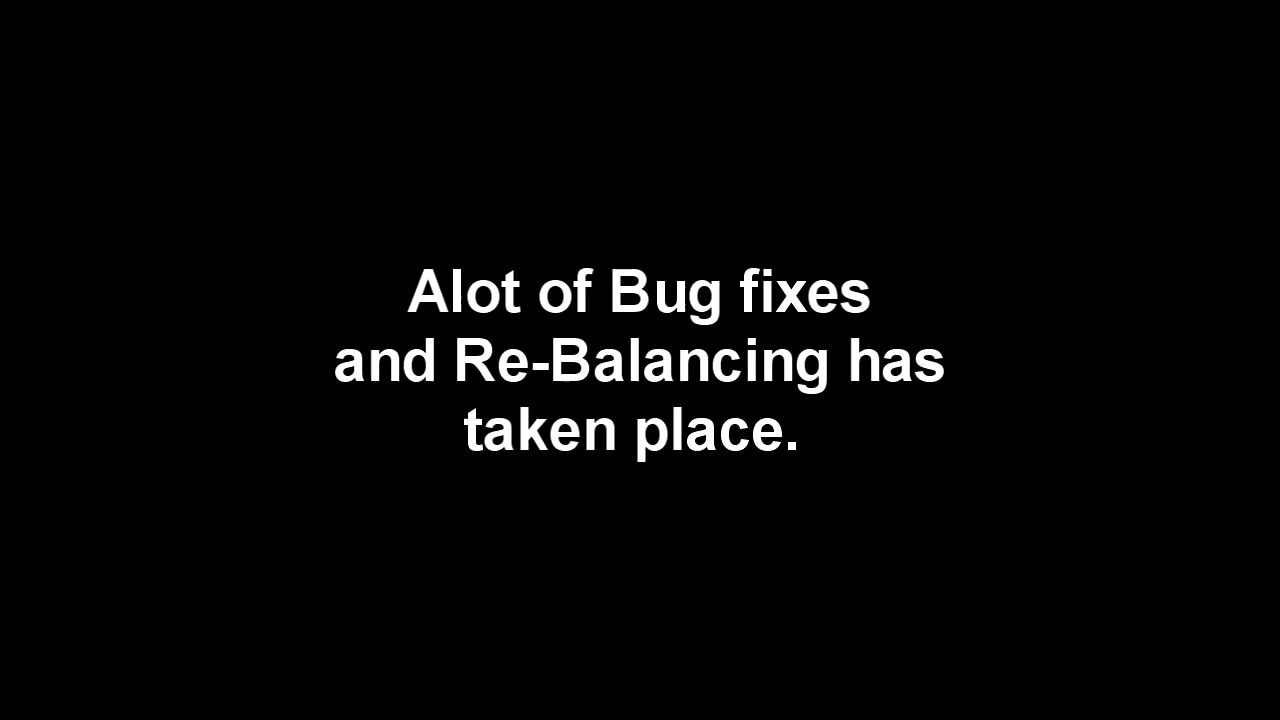 Alot of Bug fixes
and Re-Balancing has
taken place.